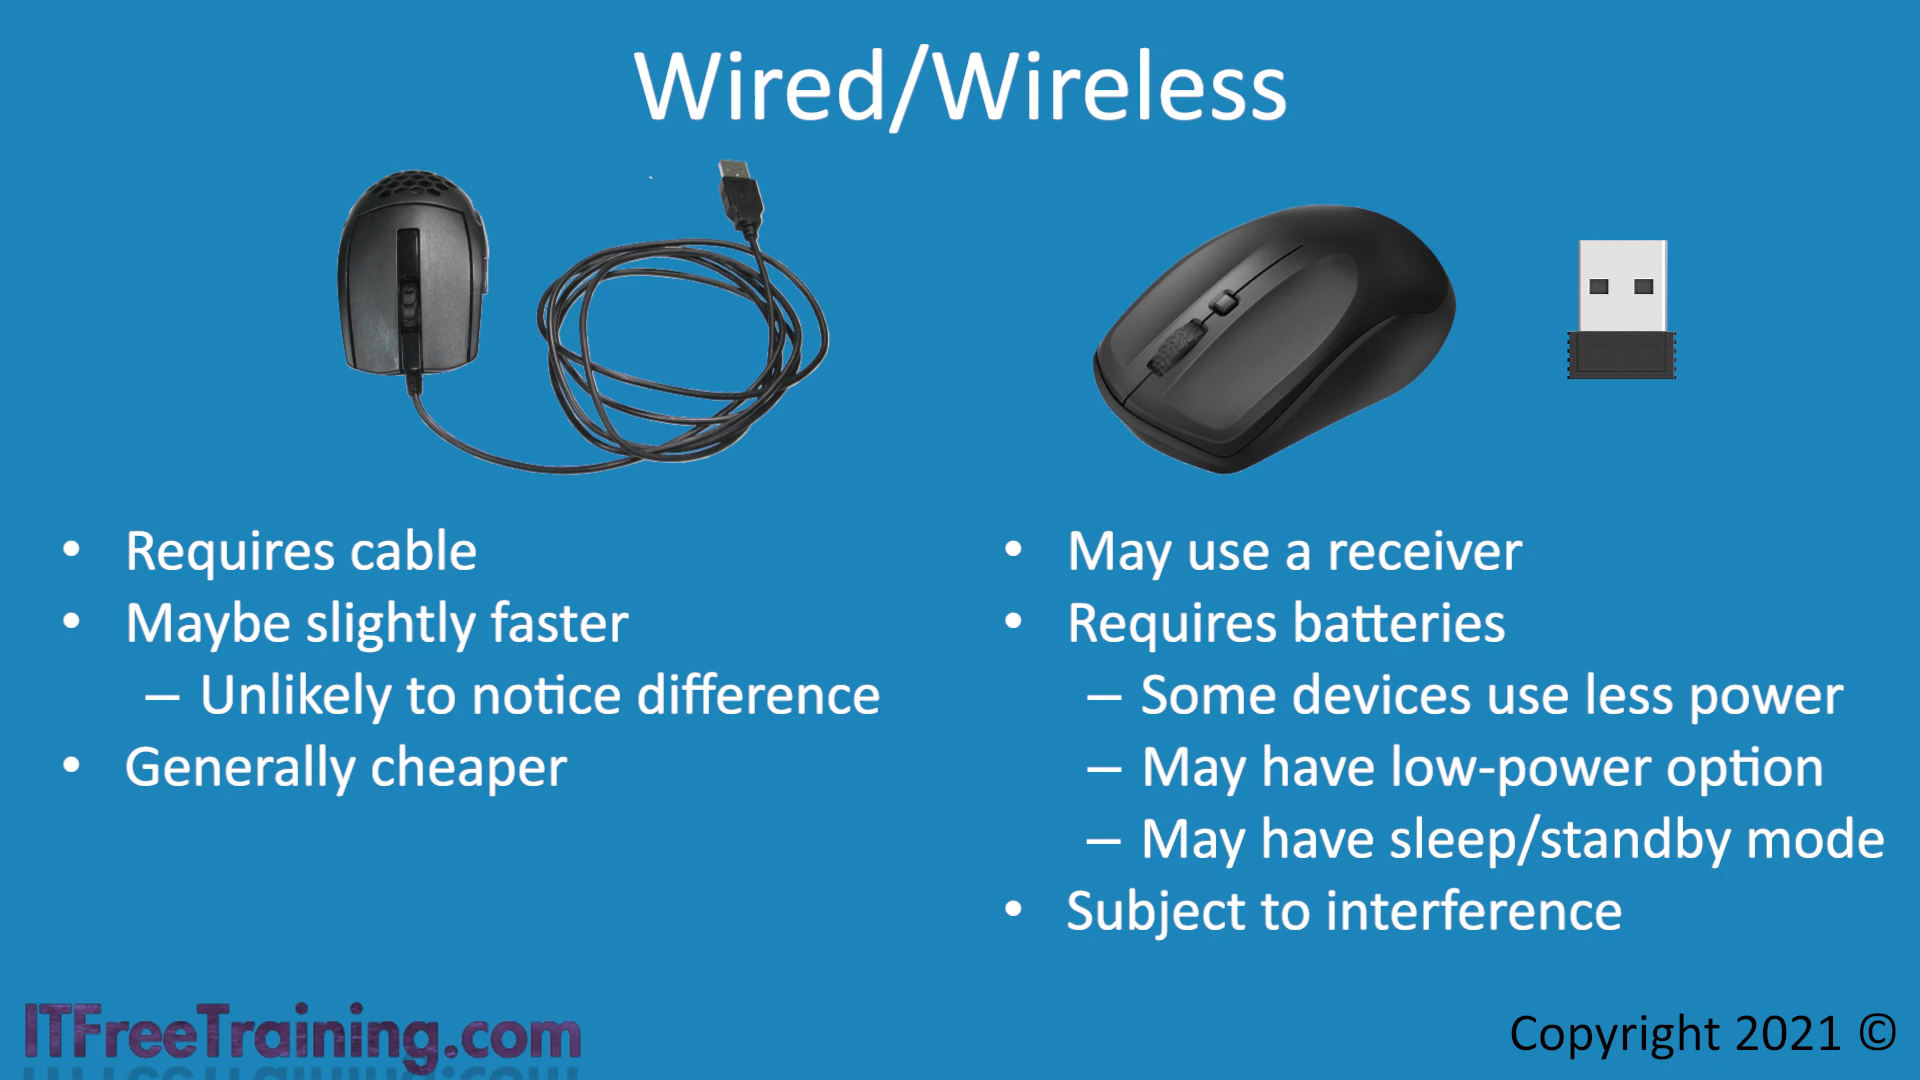 Wired/Wireless
• Requires cable
• Maybe slightly faster
– Unlikely to notice difference
• Generally cheaper
• May use a receiver
• Requires batteries
– Some devices use less power
– May have low-power option
– May have sleep/standby mode
• Subject to interference
ITFreeTraining.com
Copyright 2021 ©